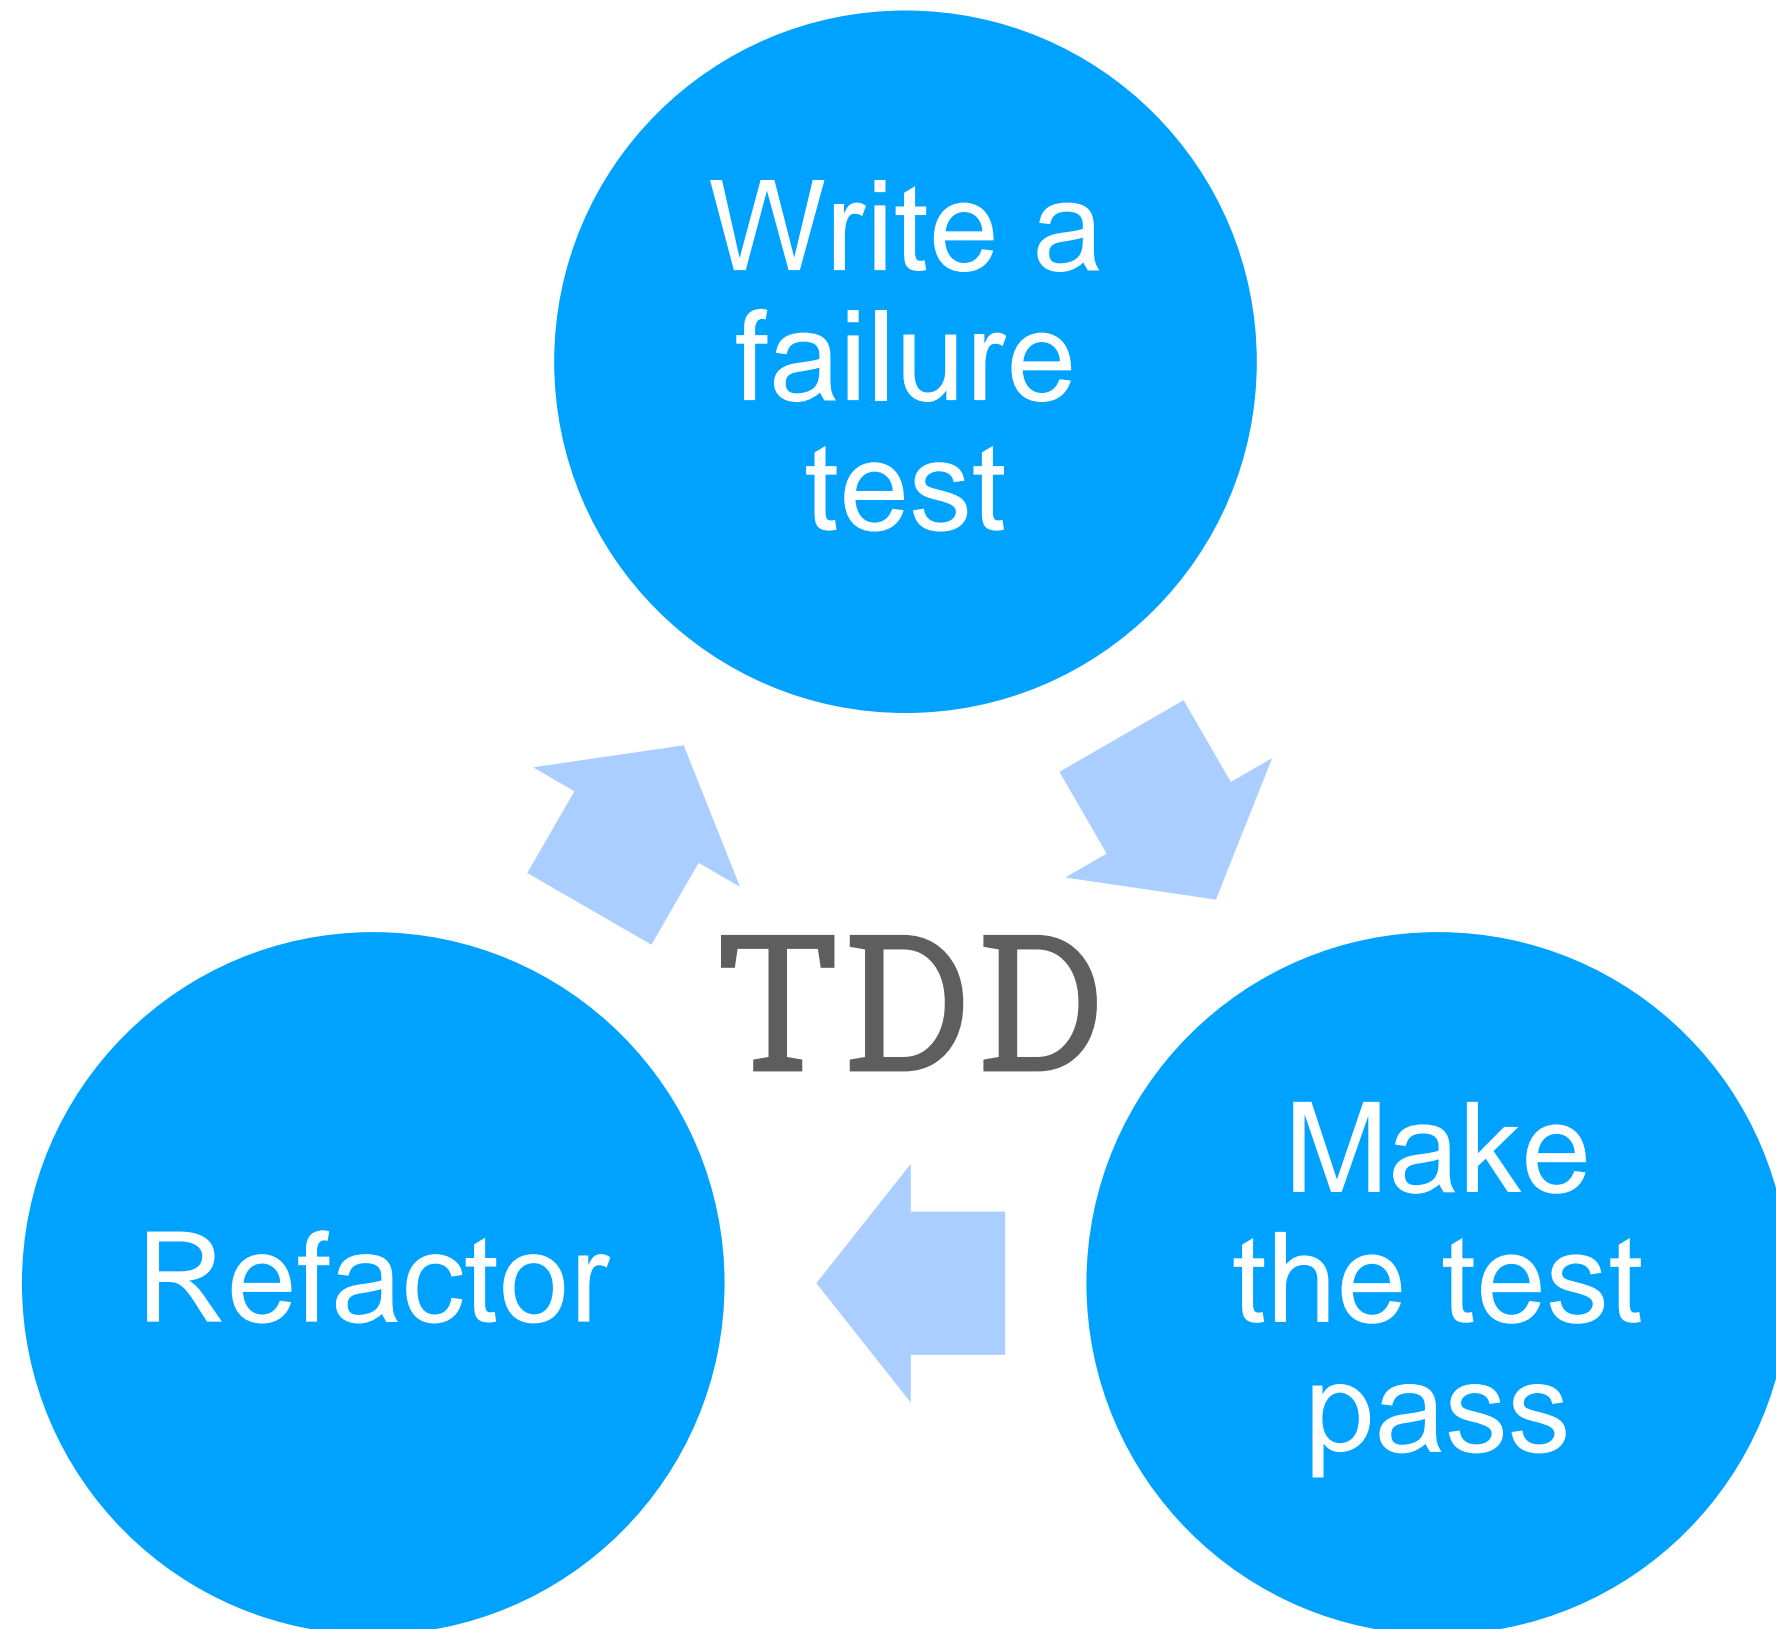 Write a
failure
test
TDD
Make
the test
pass
Refactor